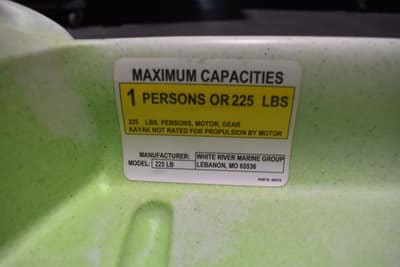 MAXIMUM CAPACITIES
1 PERSONS OR 225 LBS
225 LBS. PERSONS, MOTOR, GEAR
KAYAK NOT RATED FOR PROPULSION BY MOTOR
MANUFACTURER: WHITE RIVER MARINE GROUP
MODEL: 225 LB LEBANON, MO 65536